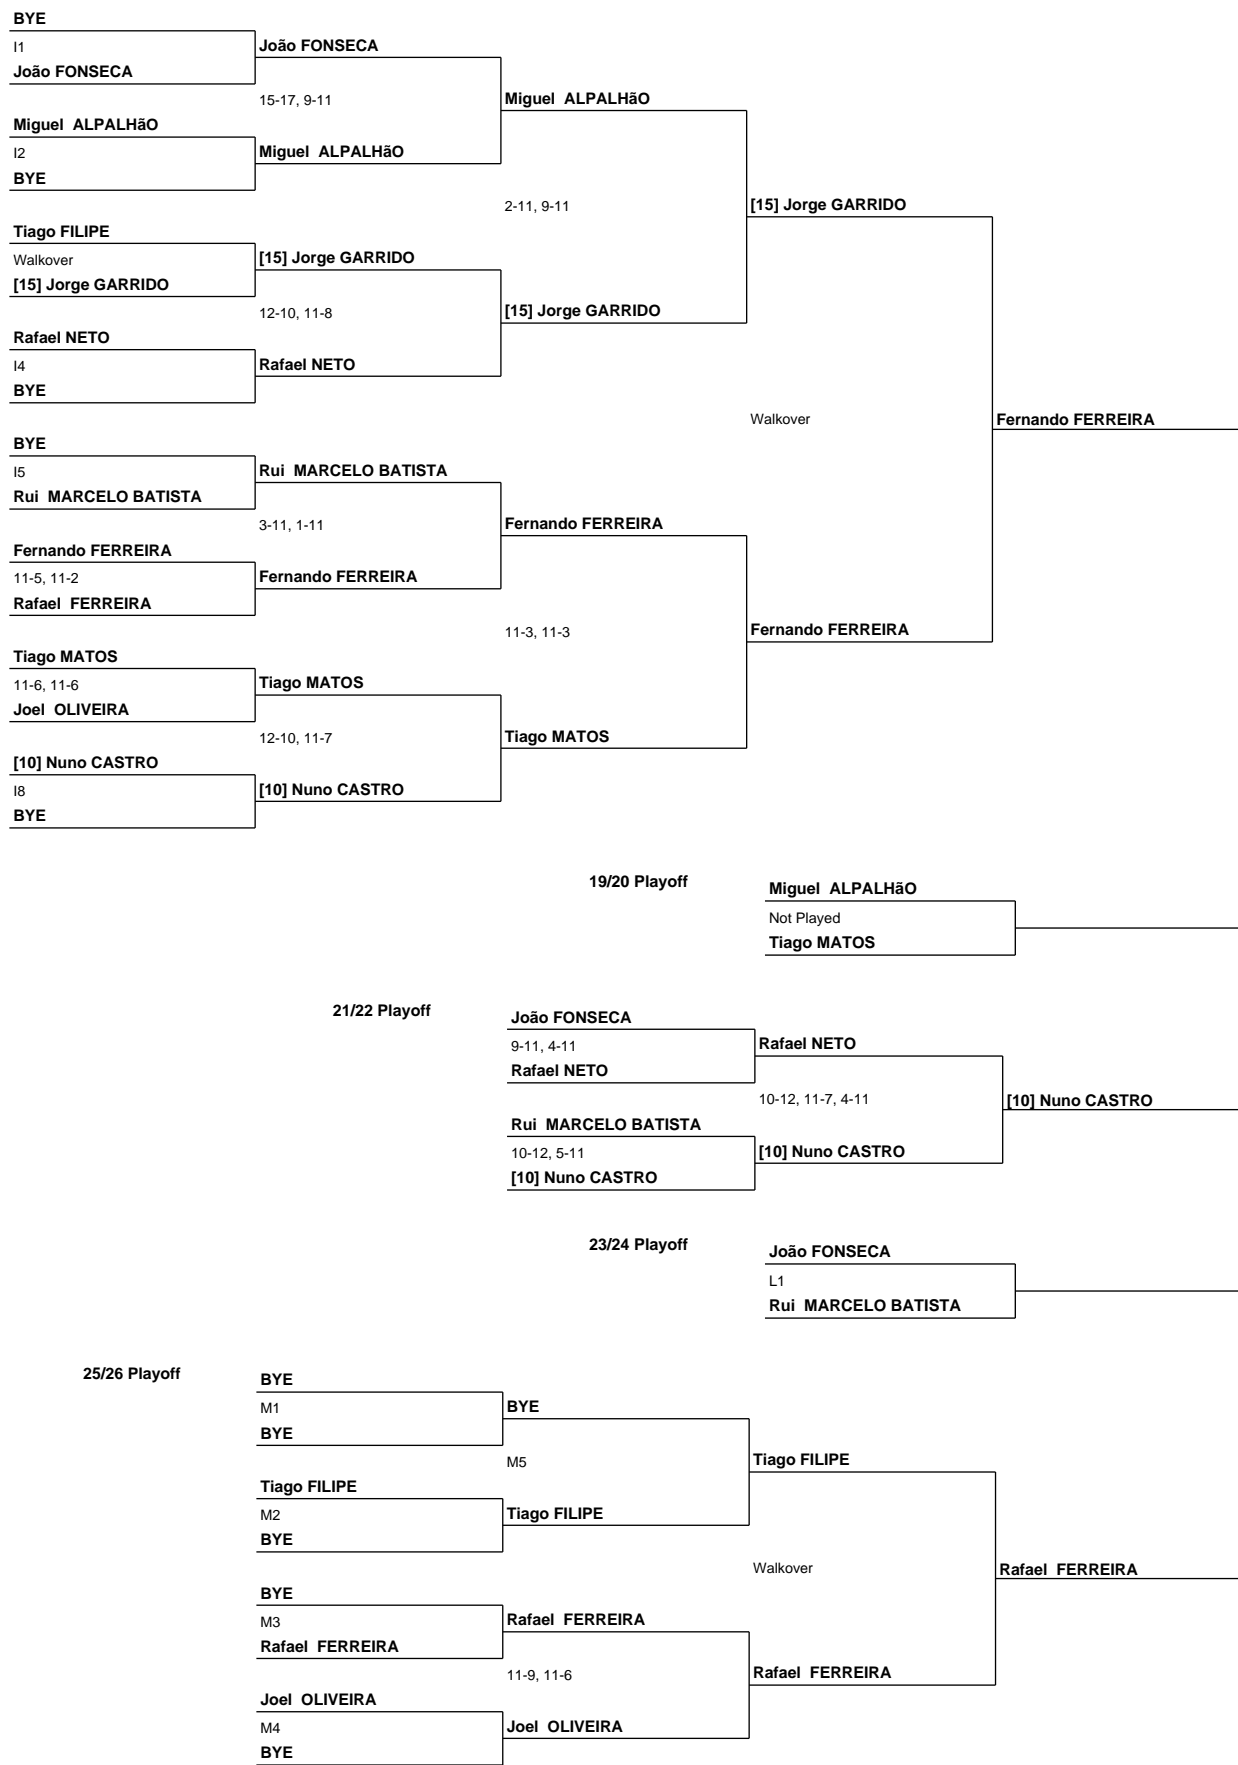 BYE
I1
João FONSECA
João FONSECA
15-17, 9-11
Miguel  ALPALHãO
Miguel  ALPALHãO
I2
Miguel  ALPALHãO
BYE
2-11, 9-11
[15] Jorge GARRIDO
Tiago FILIPE
Walkover
[15] Jorge GARRIDO
[15] Jorge GARRIDO
12-10, 11-8
[15] Jorge GARRIDO
Rafael NETO
I4
Rafael NETO
BYE
Walkover
Fernando FERREIRA
BYE
I5
Rui  MARCELO BATISTA
Rui  MARCELO BATISTA
3-11, 1-11
Fernando FERREIRA
Fernando FERREIRA
11-5, 11-2
Fernando FERREIRA
Rafael  FERREIRA
11-3, 11-3
Fernando FERREIRA
Tiago MATOS
11-6, 11-6
Tiago MATOS
Joel  OLIVEIRA
12-10, 11-7
Tiago MATOS
[10] Nuno CASTRO
I8
[10] Nuno CASTRO
BYE
19/20 Playoff
Miguel  ALPALHãO
Not Played
Tiago MATOS
21/22 Playoff
João FONSECA
9-11, 4-11
Rafael NETO
Rafael NETO
10-12, 11-7, 4-11
[10] Nuno CASTRO
Rui  MARCELO BATISTA
10-12, 5-11
[10] Nuno CASTRO
[10] Nuno CASTRO
23/24 Playoff
João FONSECA
L1
Rui  MARCELO BATISTA
25/26 Playoff
BYE
M1
BYE
BYE
M5
Tiago FILIPE
Tiago FILIPE
M2
Tiago FILIPE
BYE
Walkover
Rafael  FERREIRA
BYE
M3
Rafael  FERREIRA
Rafael  FERREIRA
11-9, 11-6
Rafael  FERREIRA
Joel  OLIVEIRA
M4
Joel  OLIVEIRA
BYE